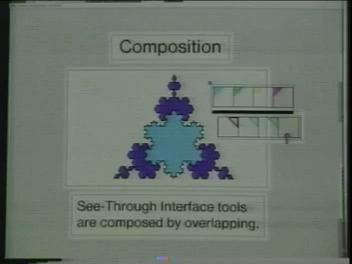 Composition
See-Through Interface tools
are composed by overlapping.